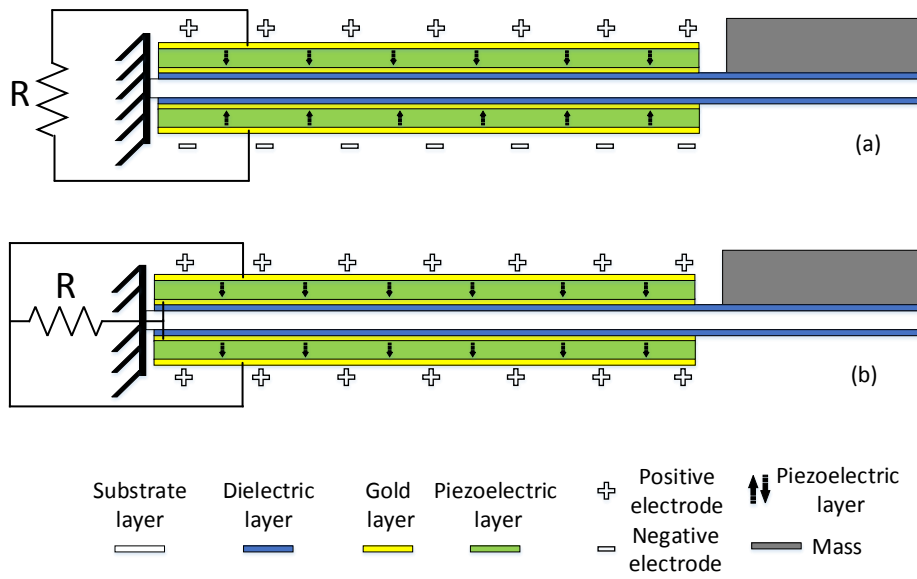 R
(a)
R
(b)
Substrate layer
Dielectric layer
Gold layer
Piezoelectric layer
Positive electrode
Negative electrode
Piezoelectric layer
Mass